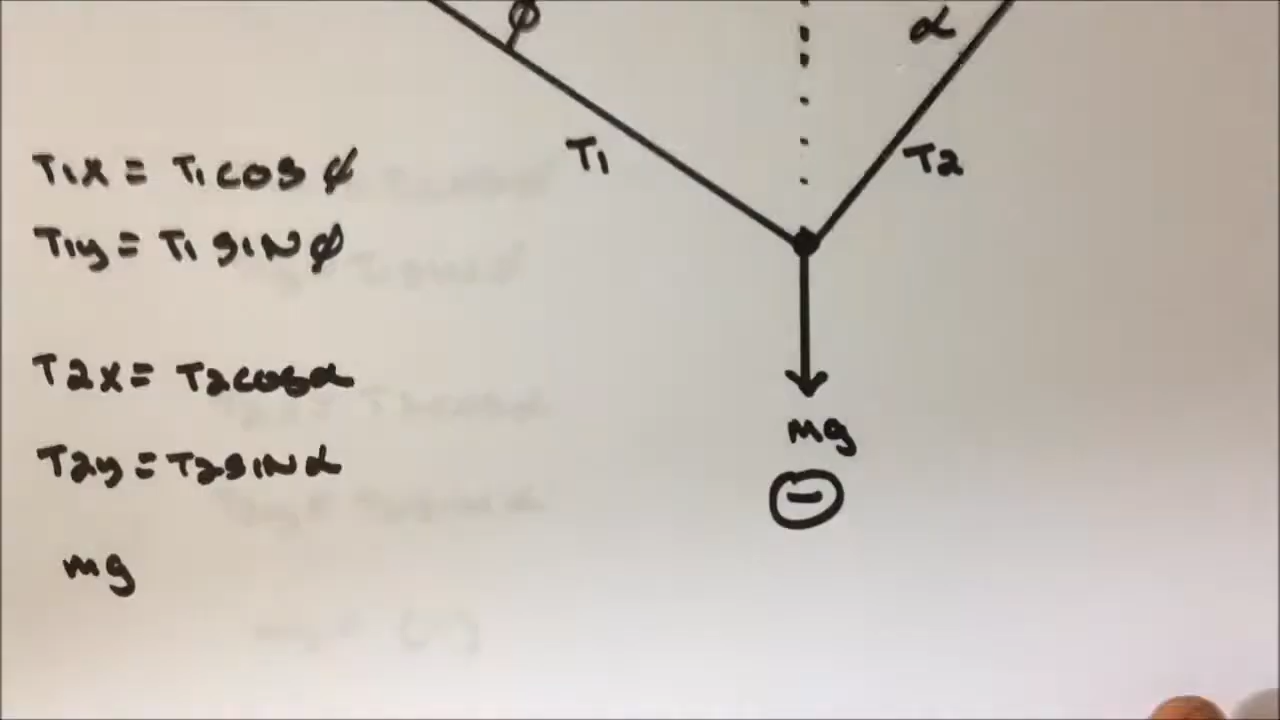 φ
α
T1
T2
T1x = T1 cos φ
T1y = T1 sin φ
T2x = T2 cos α
T2y = T2 sin α
mg
mg
−